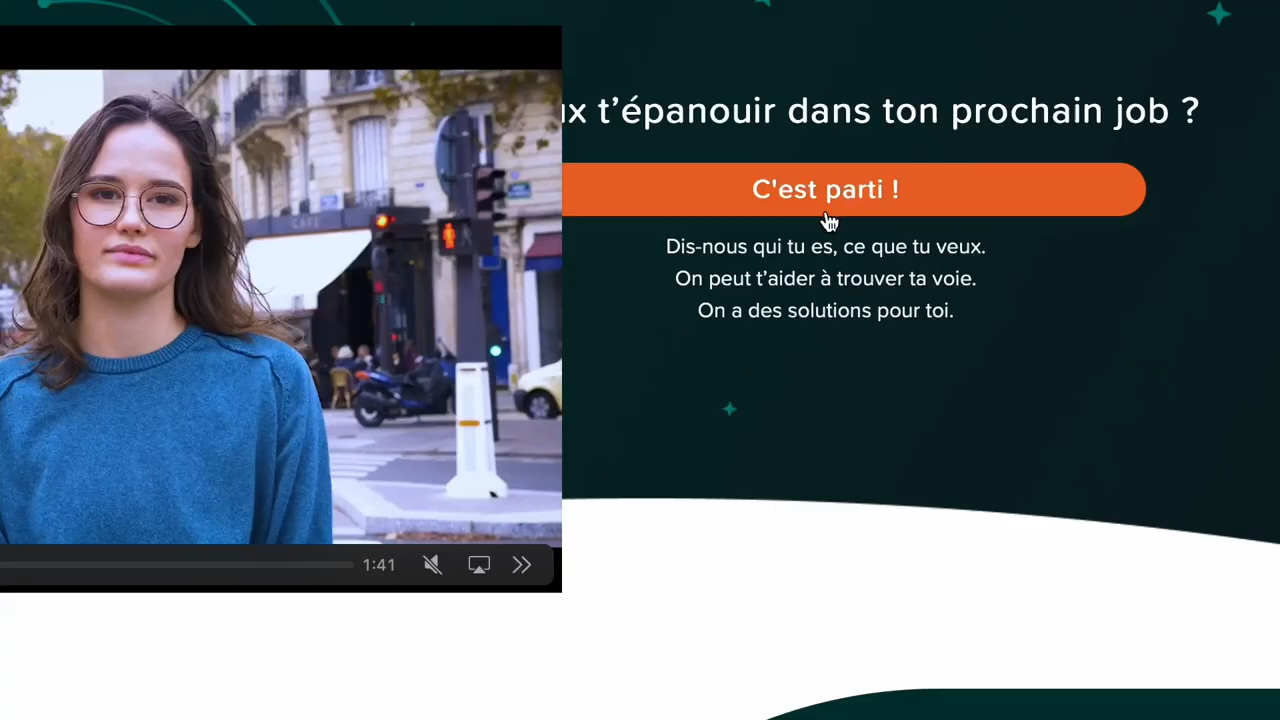 t’épanouir dans ton prochain job ?
C'est parti !
Dis-nous qui tu es, ce que tu veux.
On peut t’aider à trouver ta voie.
On a des solutions pour toi.
CAFÉ
1:41